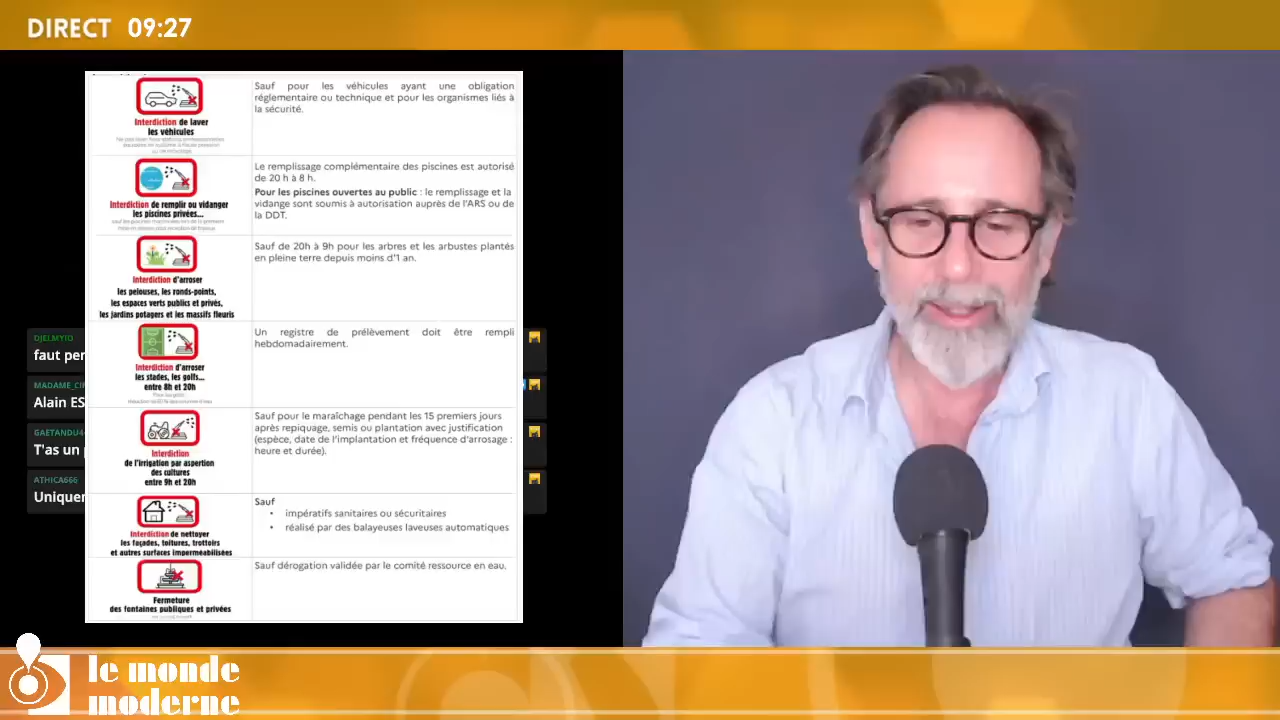 DIRECT 09:27
Interdiction de laver
les véhicules
Sauf pour les véhicules ayant une obligation
réglementaire ou technique et pour les organismes liés à
la sécurité.
Interdiction de remplir ou vidanger
les piscines privées...
Le remplissage complémentaire des piscines est autorisé
de 20 h à 8 h.
Pour les piscines ouvertes au public : le remplissage et la
vidange sont soumis à autorisation auprès de l'ARS ou de
la DDT.
Interdiction d'arroser
les pelouses, les ronds-points,
les espaces verts publics et privés,
les jardins potagers et les massifs fleuris
Sauf de 20h à 9h pour les arbres et les arbustes plantés
en pleine terre depuis moins d'1 an.
Interdiction d'arroser
les stades, les golfs...
entre 8h et 20h
Un registre de prélèvement doit être rempli
hebdomadairement.
Interdiction
de l'irrigation par aspertion
des cultures
entre 9h et 20h
Sauf pour le maraîchage pendant les 15 premiers jours
après repiquage, semis ou plantation avec justification
(espèce, date de l'implantation et fréquence d'arrosage :
heure et durée).
Interdiction de nettoyer
les façades, toitures, trottoirs
et autres surfaces imperméabilisées
Sauf
• impératifs sanitaires ou sécuritaires
• réalisé par des balayeuses laveuses automatiques
Fermeture
des fontaines publiques et privées
Sauf dérogation validée par le comité ressource en eau.
DJELMYIO
faut per
MADAME_CI
Alain ES
GAETANDU4
T'as un
ATHICA666
Unique
le monde
moderne